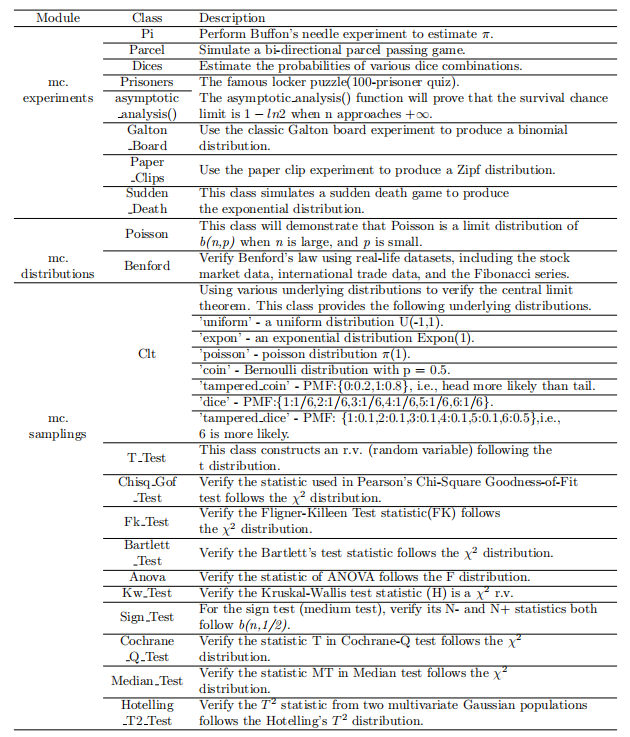 Module Class Description
Pi Perform Buffon's needle experiment to estimate π.
Parcel Simulate a bi-directional parcel passing game.
Dices Estimate the probabilities of various dice combinations.
mc.
experiments
Prisoners The famous locker puzzle(100-prisoner quiz).
asymptotic
_analysis()
The asymptotic_analysis() function will prove that the survival chance
limit is 1 − ln2 when n approaches +∞.
Galton
_Board
Use the classic Galton board experiment to produce a binomial
distribution.
Paper
_Clips
Use the paper clip experiment to produce a Zipf distribution.
Sudden
_Death
This class simulates a sudden death game to produce
the exponential distribution.
mc.
distributions
Poisson
This class will demonstrate that Poisson is a limit distribution of
b(n,p) when n is large, and p is small.
Benford
Verify Benford's law using real-life datasets, including the stock
market data, international trade data, and the Fibonacci series.
mc.
samplings
Clt
Using various underlying distributions to verify the central limit
theorem. This class provides the following underlying distributions.
'uniform' - a uniform distribution U(-1,1).
'expon' - an exponential distribution Expon(1).
'poisson' - poisson distribution π(1).
'coin' - Bernoulli distribution with p = 0.5.
'tampered_coin' - PMF:{0:0.2,1:0.8}, i.e., head more likely than tail.
'dice' - PMF:{1:1/6,2:1/6,3:1/6,4:1/6,5:1/6,6:1/6}.
'tampered_dice' - PMF: {1:0.1,2:0.1,3:0.1,4:0.1,5:0.1,6:0.5},i.e.,
6 is more likely.
T_Test
This class constructs an r.v. (random variable) following the
t distribution.
Chisq_Gof
_Test
Verify the statistic used in Pearson's Chi-Square Goodness-of-Fit
test follows the χ² distribution.
Fk_Test
Verify the Fligner-Killeen Test statistic(FK) follows
the χ² distribution.
Bartlett
_Test
Verify the Bartlett's test statistic follows the χ² distribution.
Anova Verify the statistic of ANOVA follows the F distribution.
Kw_Test Verify the Kruskal-Wallis test statistic (H) is a χ² r.v.
Sign_Test
For the sign test (medium test), verify its N- and N+ statistics both
follow b(n,1/2).
Cochrane
_Q_Test
Verify the statistic T in Cochrane-Q test follows the χ²
distribution.
Median_Test
Verify the statistic MT in Median test follows the χ²
distribution.
Hotelling
_T2_Test
Verify the T² statistic from two multivariate Gaussian populations
follows the Hotelling's T² distribution.